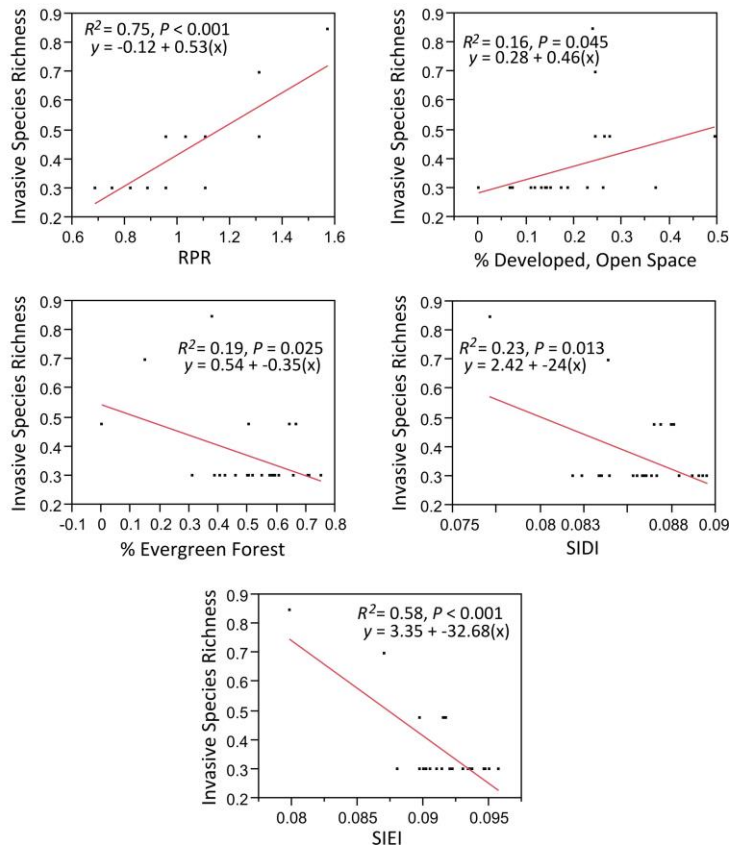 R² = 0.75, P < 0.001
y = -0.12 + 0.53(x)
Invasive Species Richness
0.9
0.8
0.7
0.6
0.5
0.4
0.3
0.2
0.6 0.8 1 1.2 1.4 1.6
RPR
R² = 0.16, P = 0.045
y = 0.28 + 0.46(x)
Invasive Species Richness
0.9
0.8
0.7
0.6
0.5
0.4
0.3
0.2
0 0.1 0.2 0.3 0.4 0.5
% Developed, Open Space
R² = 0.19, P = 0.025
y = 0.54 + -0.35(x)
Invasive Species Richness
0.9
0.8
0.7
0.6
0.5
0.4
0.3
0.2
-0.1 0 0.1 0.2 0.3 0.4 0.5 0.6 0.7 0.8
% Evergreen Forest
R² = 0.23, P = 0.013
y = 2.42 + -24(x)
Invasive Species Richness
0.9
0.8
0.7
0.6
0.5
0.4
0.3
0.2
0.075 0.08 0.083 0.088 0.09
SIDI
R² = 0.58, P < 0.001
y = 3.35 + -32.68(x)
Invasive Species Richness
0.9
0.8
0.7
0.6
0.5
0.4
0.3
0.2
0.08 0.085 0.09 0.095
SIEI